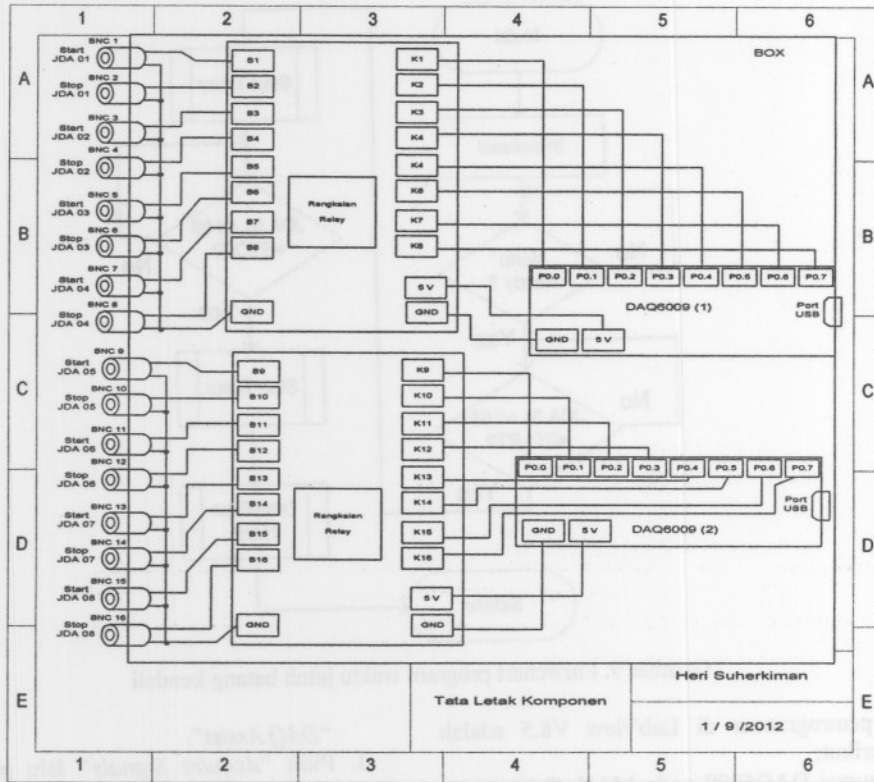 1 2 3 4 5 6
A A
B B
C C
D D
E E
BOX
BNC 1
Start
JDA 01
BNC 2
Stop
JDA 01
BNC 3
Start
JDA 02
BNC 4
Stop
JDA 02
BNC 5
Start
JDA 03
BNC 6
Stop
JDA 03
BNC 7
Start
JDA 04
BNC 8
Stop
JDA 04
B1
B2
B3
B4
B5
B6
B7
B8
GND
Rangkaian
Relay
K1
K2
K3
K4
K4
K6
K7
K8
5 V
GND
P0.0 P0.1 P0.2 P0.3 P0.4 P0.5 P0.6 P0.7
DAQ6009 (1)
Port
USB
GND 5 V
BNC 9
Start
JDA 05
BNC 10
Stop
JDA 05
BNC 11
Start
JDA 06
BNC 12
Stop
JDA 06
BNC 13
Start
JDA 07
BNC 14
Stop
JDA 07
BNC 15
Start
JDA 08
BNC 16
Stop
JDA 08
B9
B10
B11
B12
B13
B14
B15
B16
GND
Rangkaian
Relay
K9
K10
K11
K12
K13
K14
K15
K16
5 V
GND
P0.0 P0.1 P0.2 P0.3 P0.4 P0.5 P0.6 P0.7
GND 5 V
DAQ6009 (2)
Port
USB
Tata Letak Komponen
Heri Suherkiman
1 / 9 /2012
1 2 3 4 5 6